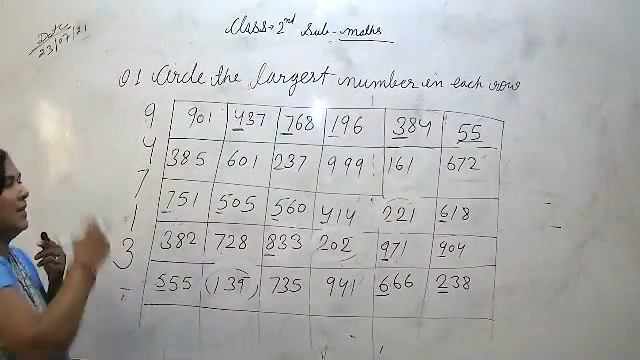 Date
23/07/21
Class→2nd Sub-maths
Q1 Circle the largest number in each row
9 901 437 768 196 384 55
4 385 601 237 999 161 672
7 751 505 560 414 221 618
1 382 728 833 202 971 904
3 555 139 735 941 666 238